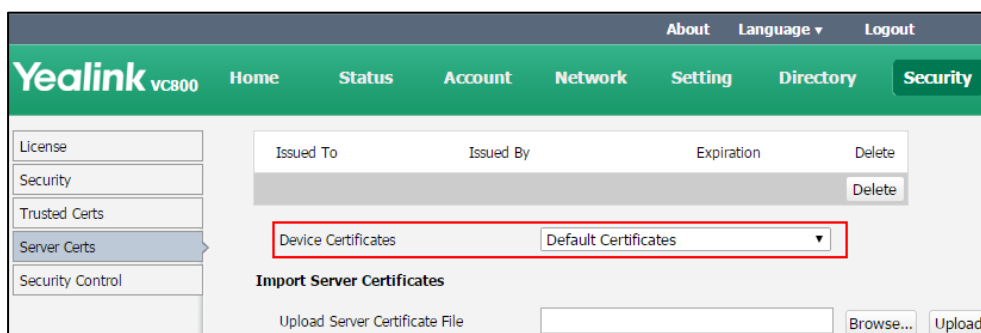 About Language ▾ Logout
Yealink VC800 Home Status Account Network Setting Directory Security
License
Security
Trusted Certs
Server Certs
Security Control
Issued To Issued By Expiration Delete
Delete
Device Certificates Default Certificates ▼
Import Server Certificates
Upload Server Certificate File Browse... Upload